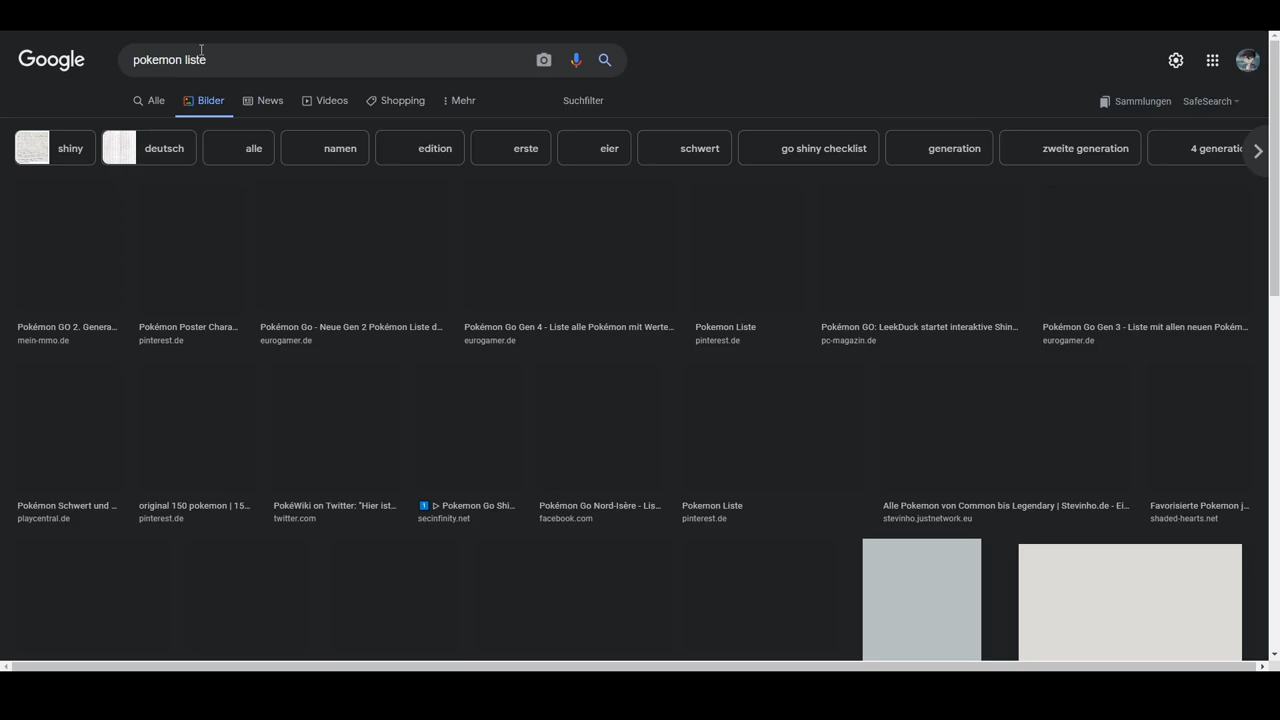 Google
pokemon liste
Alle Bilder News Videos Shopping Mehr Suchfilter Sammlungen SafeSearch
shiny deutsch alle namen edition erste eier schwert go shiny checklist generation zweite generation 4 generatic
Pokémon GO 2. Genera... Pokémon Poster Chara... Pokémon Go - Neue Gen 2 Pokémon Liste d... Pokémon Go Gen 4 - Liste alle Pokémon mit Werte... Pokemon Liste Pokémon GO: LeekDuck startet interaktive Shin... Pokémon Go Gen 3 - Liste mit allen neuen Pokém...
mein-mmo.de pinterest.de eurogamer.de eurogamer.de pinterest.de pc-magazin.de eurogamer.de
Pokémon Schwert und ... original 150 pokemon | 15... PokéWiki on Twitter: "Hier ist... 1 ▷ Pokemon Go Shi... Pokémon Go Nord-Isère - Lis... Pokemon Liste Alle Pokemon von Common bis Legendary | Stevinho.de - Ei... Favorisierte Pokemon j...
playcentral.de pinterest.de twitter.com secinfinity.net facebook.com pinterest.de stevinho.justnetwork.eu shaded-hearts.net